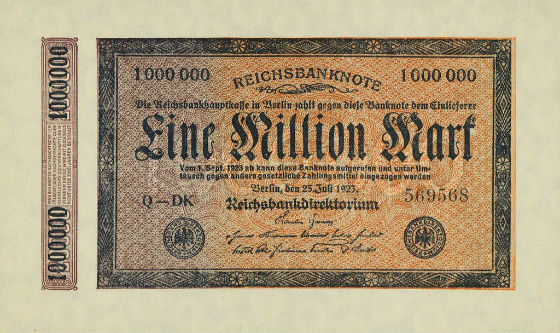 1000000
1 000 000
REICHSBANKNOTE
1 000 000
Die Reichsbankhauptkasse in Berlin zahlt gegen diese Banknote dem Einlieferer
Eine Million Mark
Vom 1. Sept. 1923 ab kann diese Banknote aufgerufen und unter Um-
tausch gegen andere gesetzliche Zahlungsmittel eingezogen werden
Berlin, den 25. Juli 1923.
Q–DK
Reichsbankdirektorium
569568
1000000